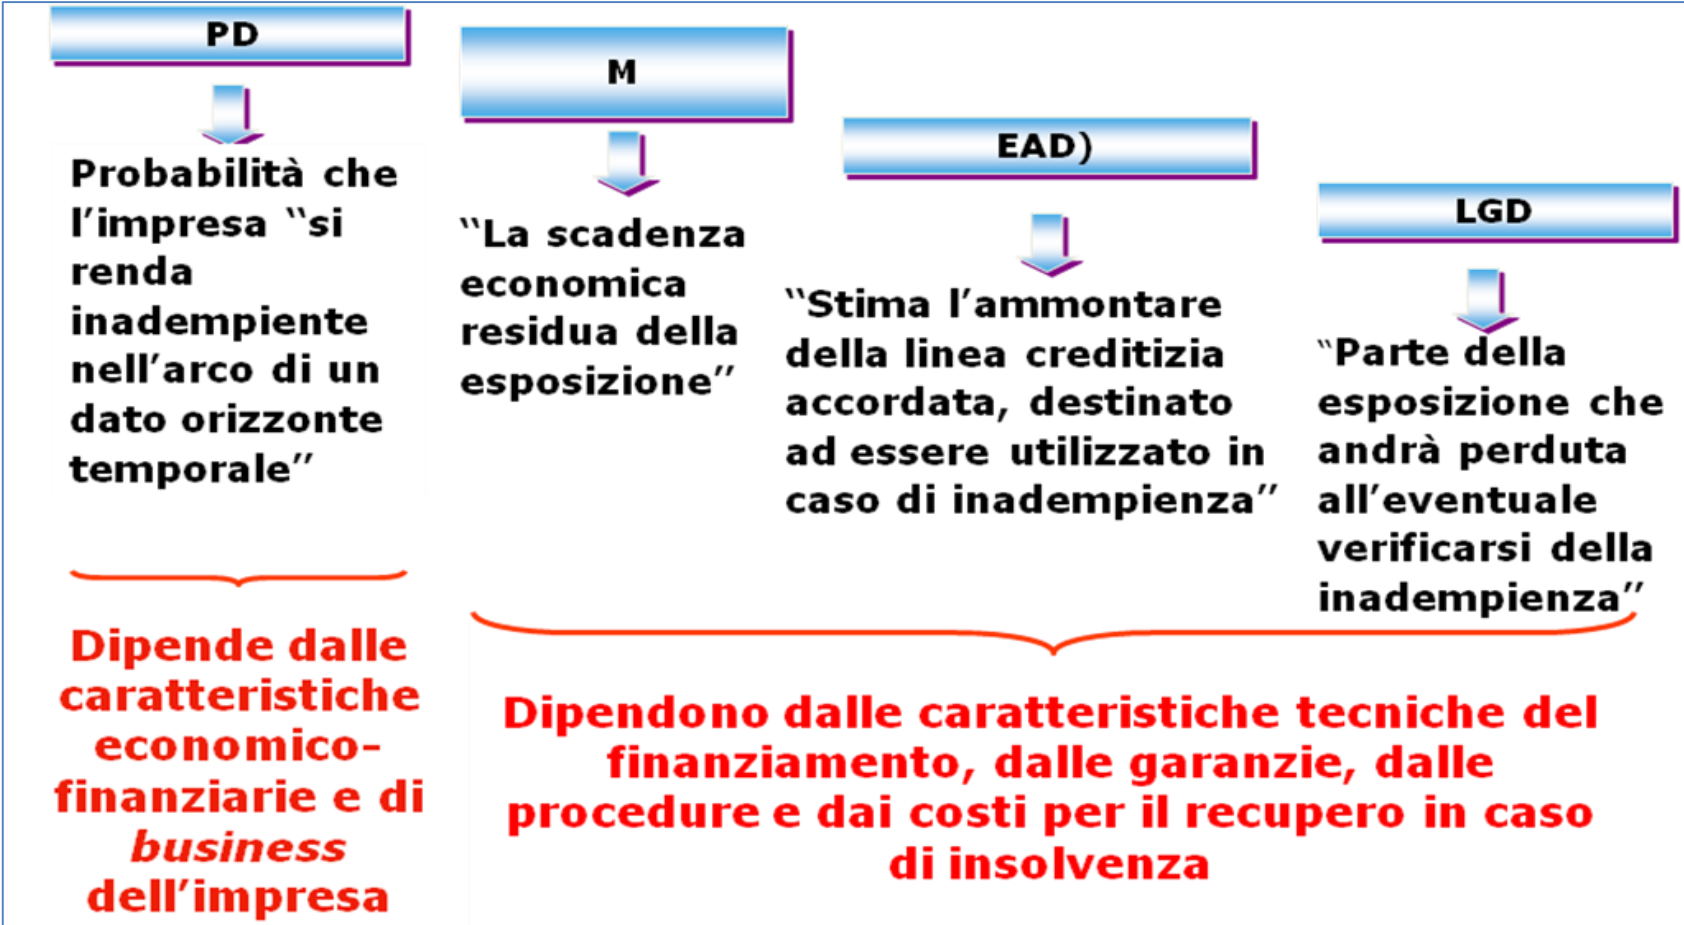 PD
Probabilità che
l’impresa “si
renda
inadempiente
nell’arco di un
dato orizzonte
temporale”
Dipende dalle
caratteristiche
economico-
finanziarie e di
business
dell’impresa
M
“La scadenza
economica
residua della
esposizione”
EAD)
“Stima l’ammontare
della linea creditizia
accordata, destinato
ad essere utilizzato in
caso di inadempienza”
LGD
“Parte della
esposizione che
andrà perduta
all’eventuale
verificarsi della
inadempienza”
Dipendono dalle caratteristiche tecniche del
finanziamento, dalle garanzie, dalle
procedure e dai costi per il recupero in caso
di insolvenza